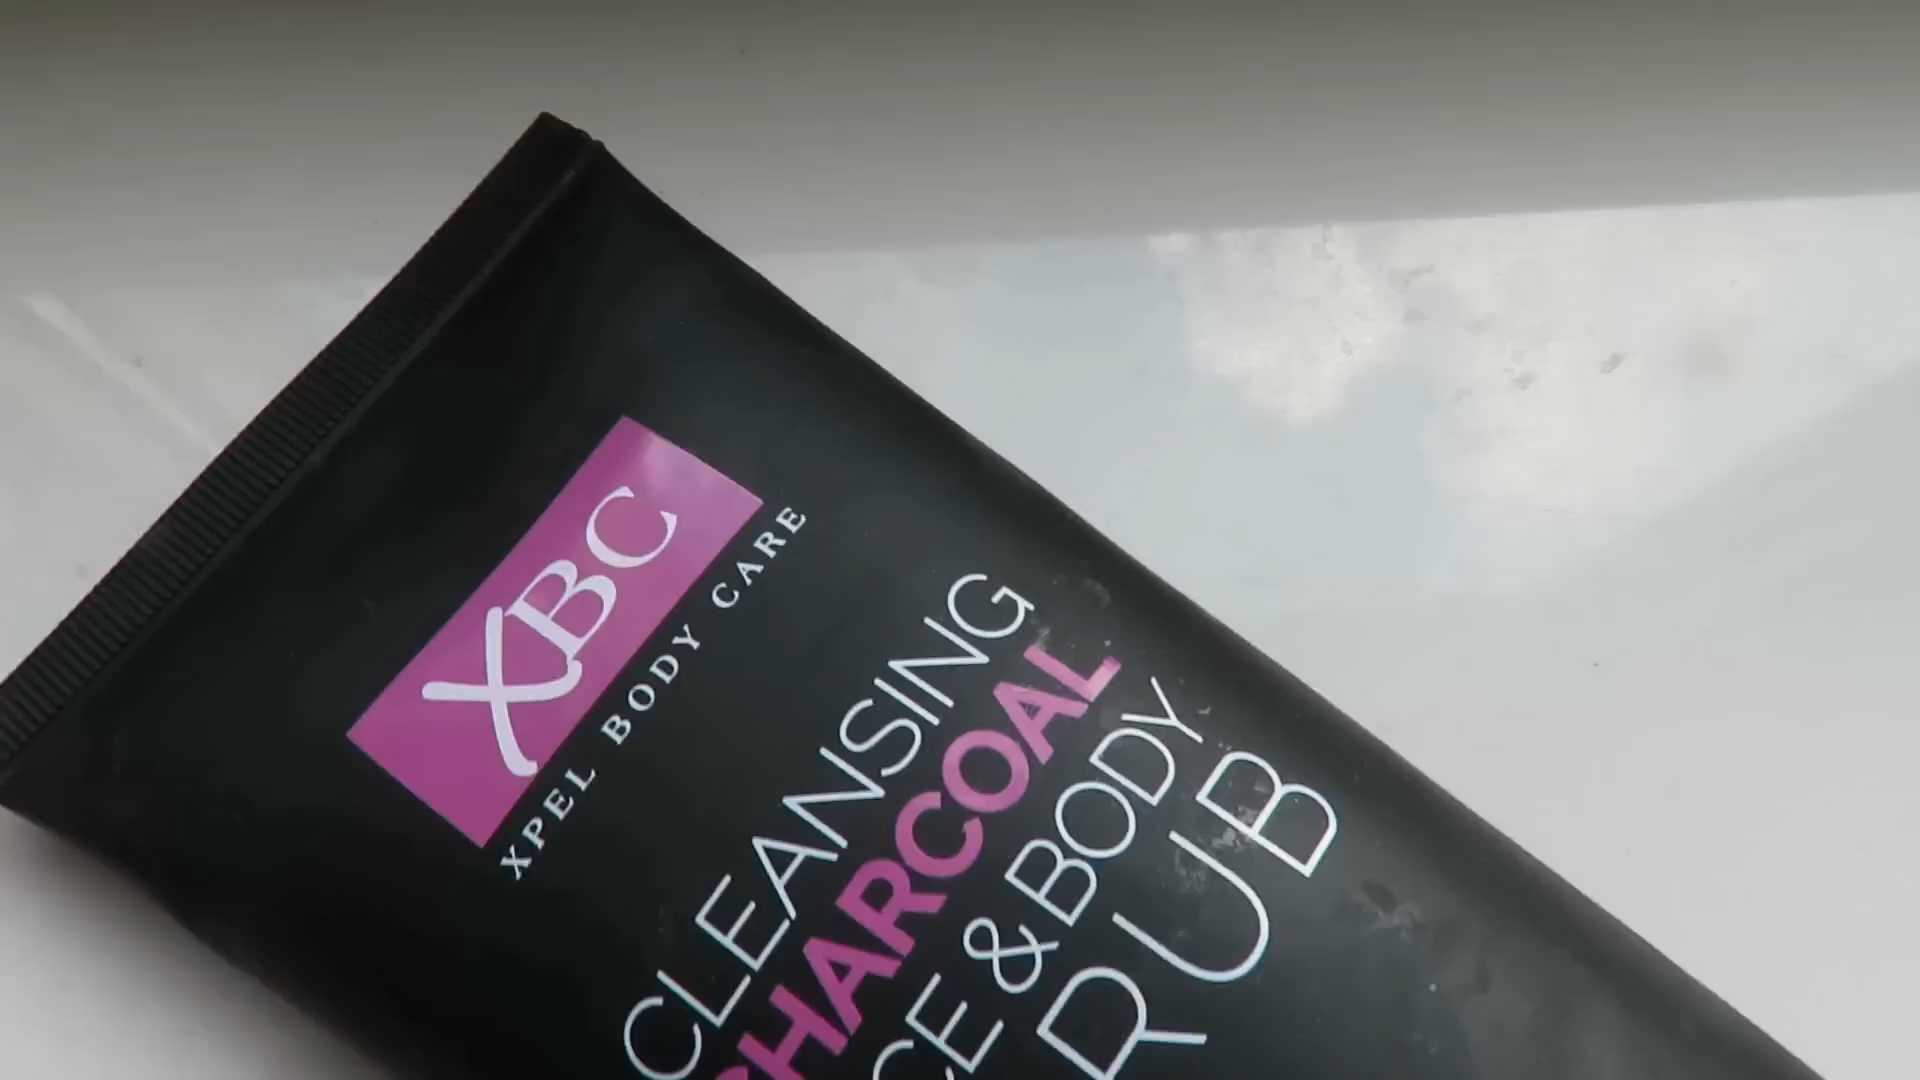 XBC
XPEL BODY CARE
CLEANSING
CHARCOAL
CE & BODY
RUB